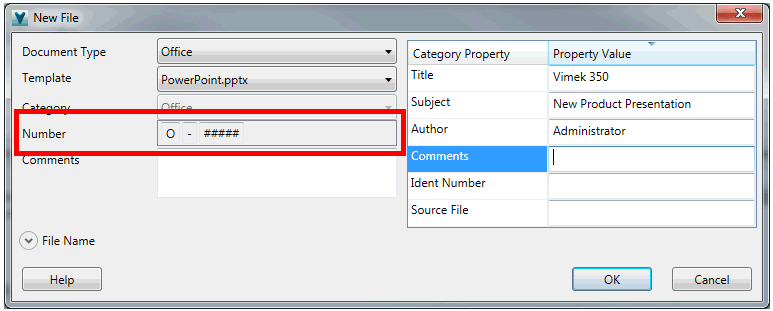 New File
Document Type Office
Template PowerPoint.pptx
Category Office
Number O - #####
Comments
File Name
Help
Category Property Property Value
Title Vimek 350
Subject New Product Presentation
Author Administrator
Comments
Ident Number
Source File
OK Cancel